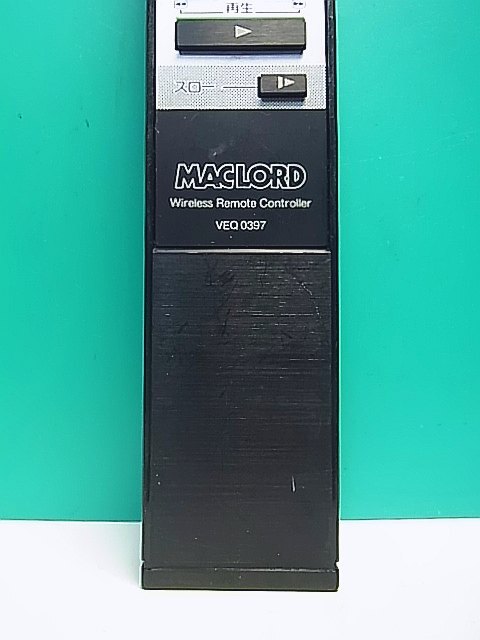 再生
スロー
MACLORD
Wireless Remote Controller
VEQ 0397